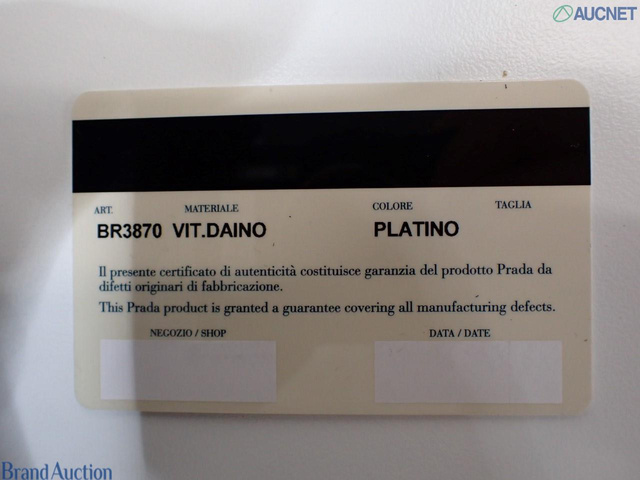 AUCNET
ART. MATERIALE COLORE TAGLIA
BR3870 VIT.DAINO PLATINO
Il presente certificato di autenticità costituisce garanzia del prodotto Prada da
difetti originari di fabbricazione.
This Prada product is granted a guarantee covering all manufacturing defects.
NEGOZIO / SHOP DATA / DATE
Brand Auction